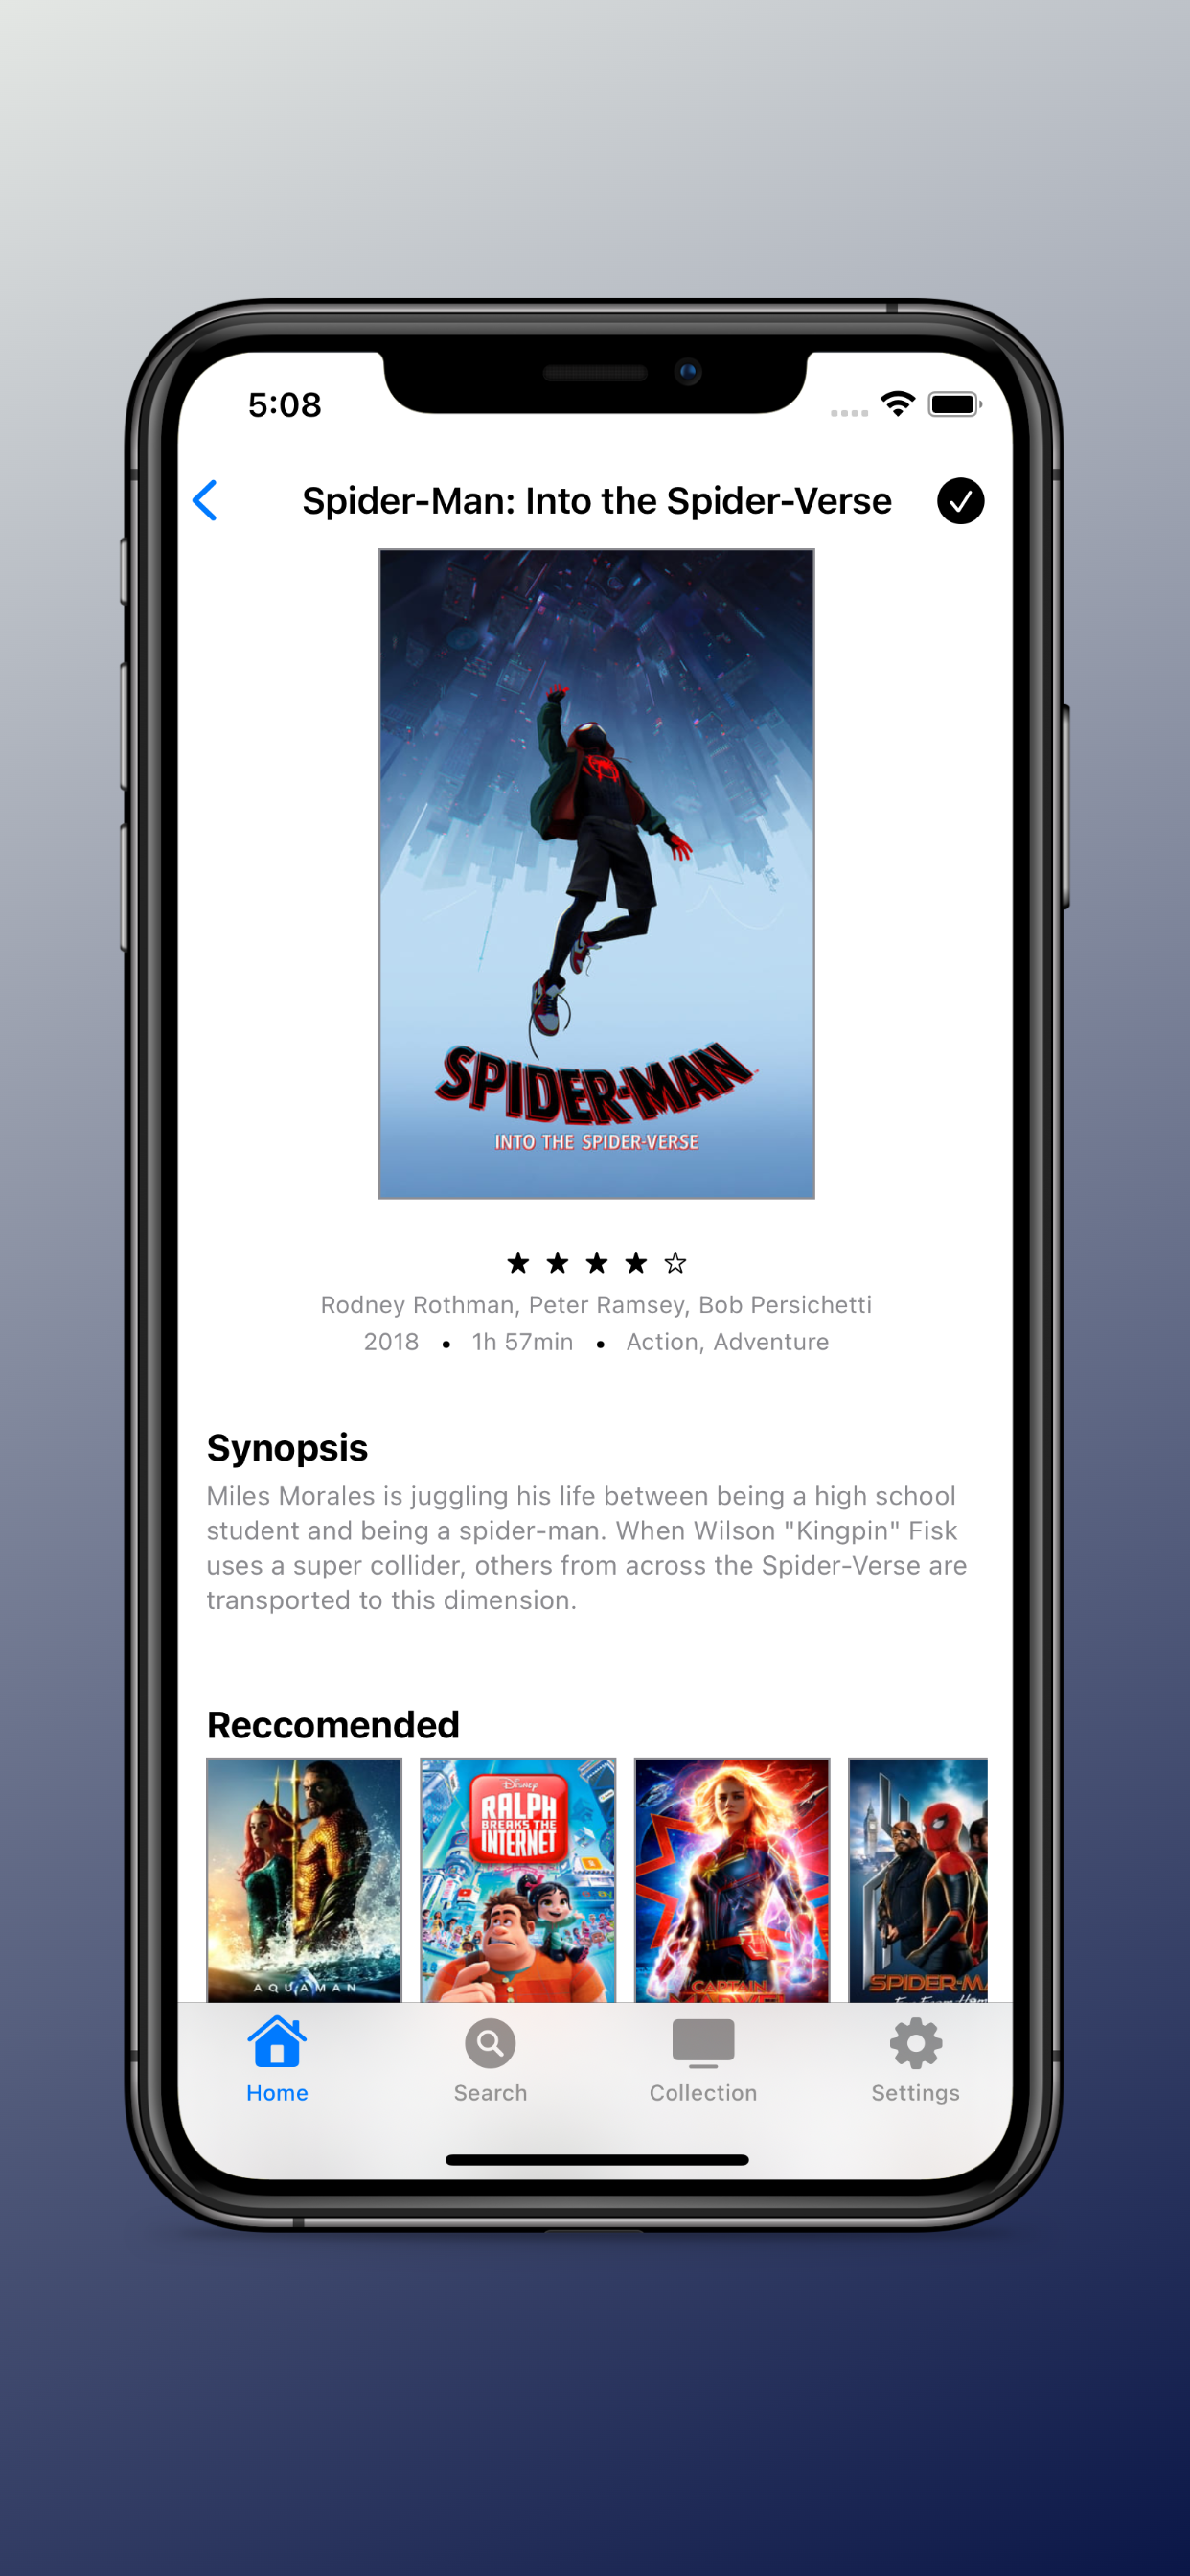 5:08
Spider-Man: Into the Spider-Verse
SPIDER-MAN
INTO THE SPIDER-VERSE
Rodney Rothman, Peter Ramsey, Bob Persichetti
2018 • 1h 57min • Action, Adventure
Synopsis
Miles Morales is juggling his life between being a high school
student and being a spider-man. When Wilson "Kingpin" Fisk
uses a super collider, others from across the Spider-Verse are
transported to this dimension.
Reccomended
AQUAMAN
Disney
RALPH
BREAKS THE
INTERNET
CAPTAIN
MARVEL
SPIDER-MA
Far From Hom
Home
Search
Collection
Settings